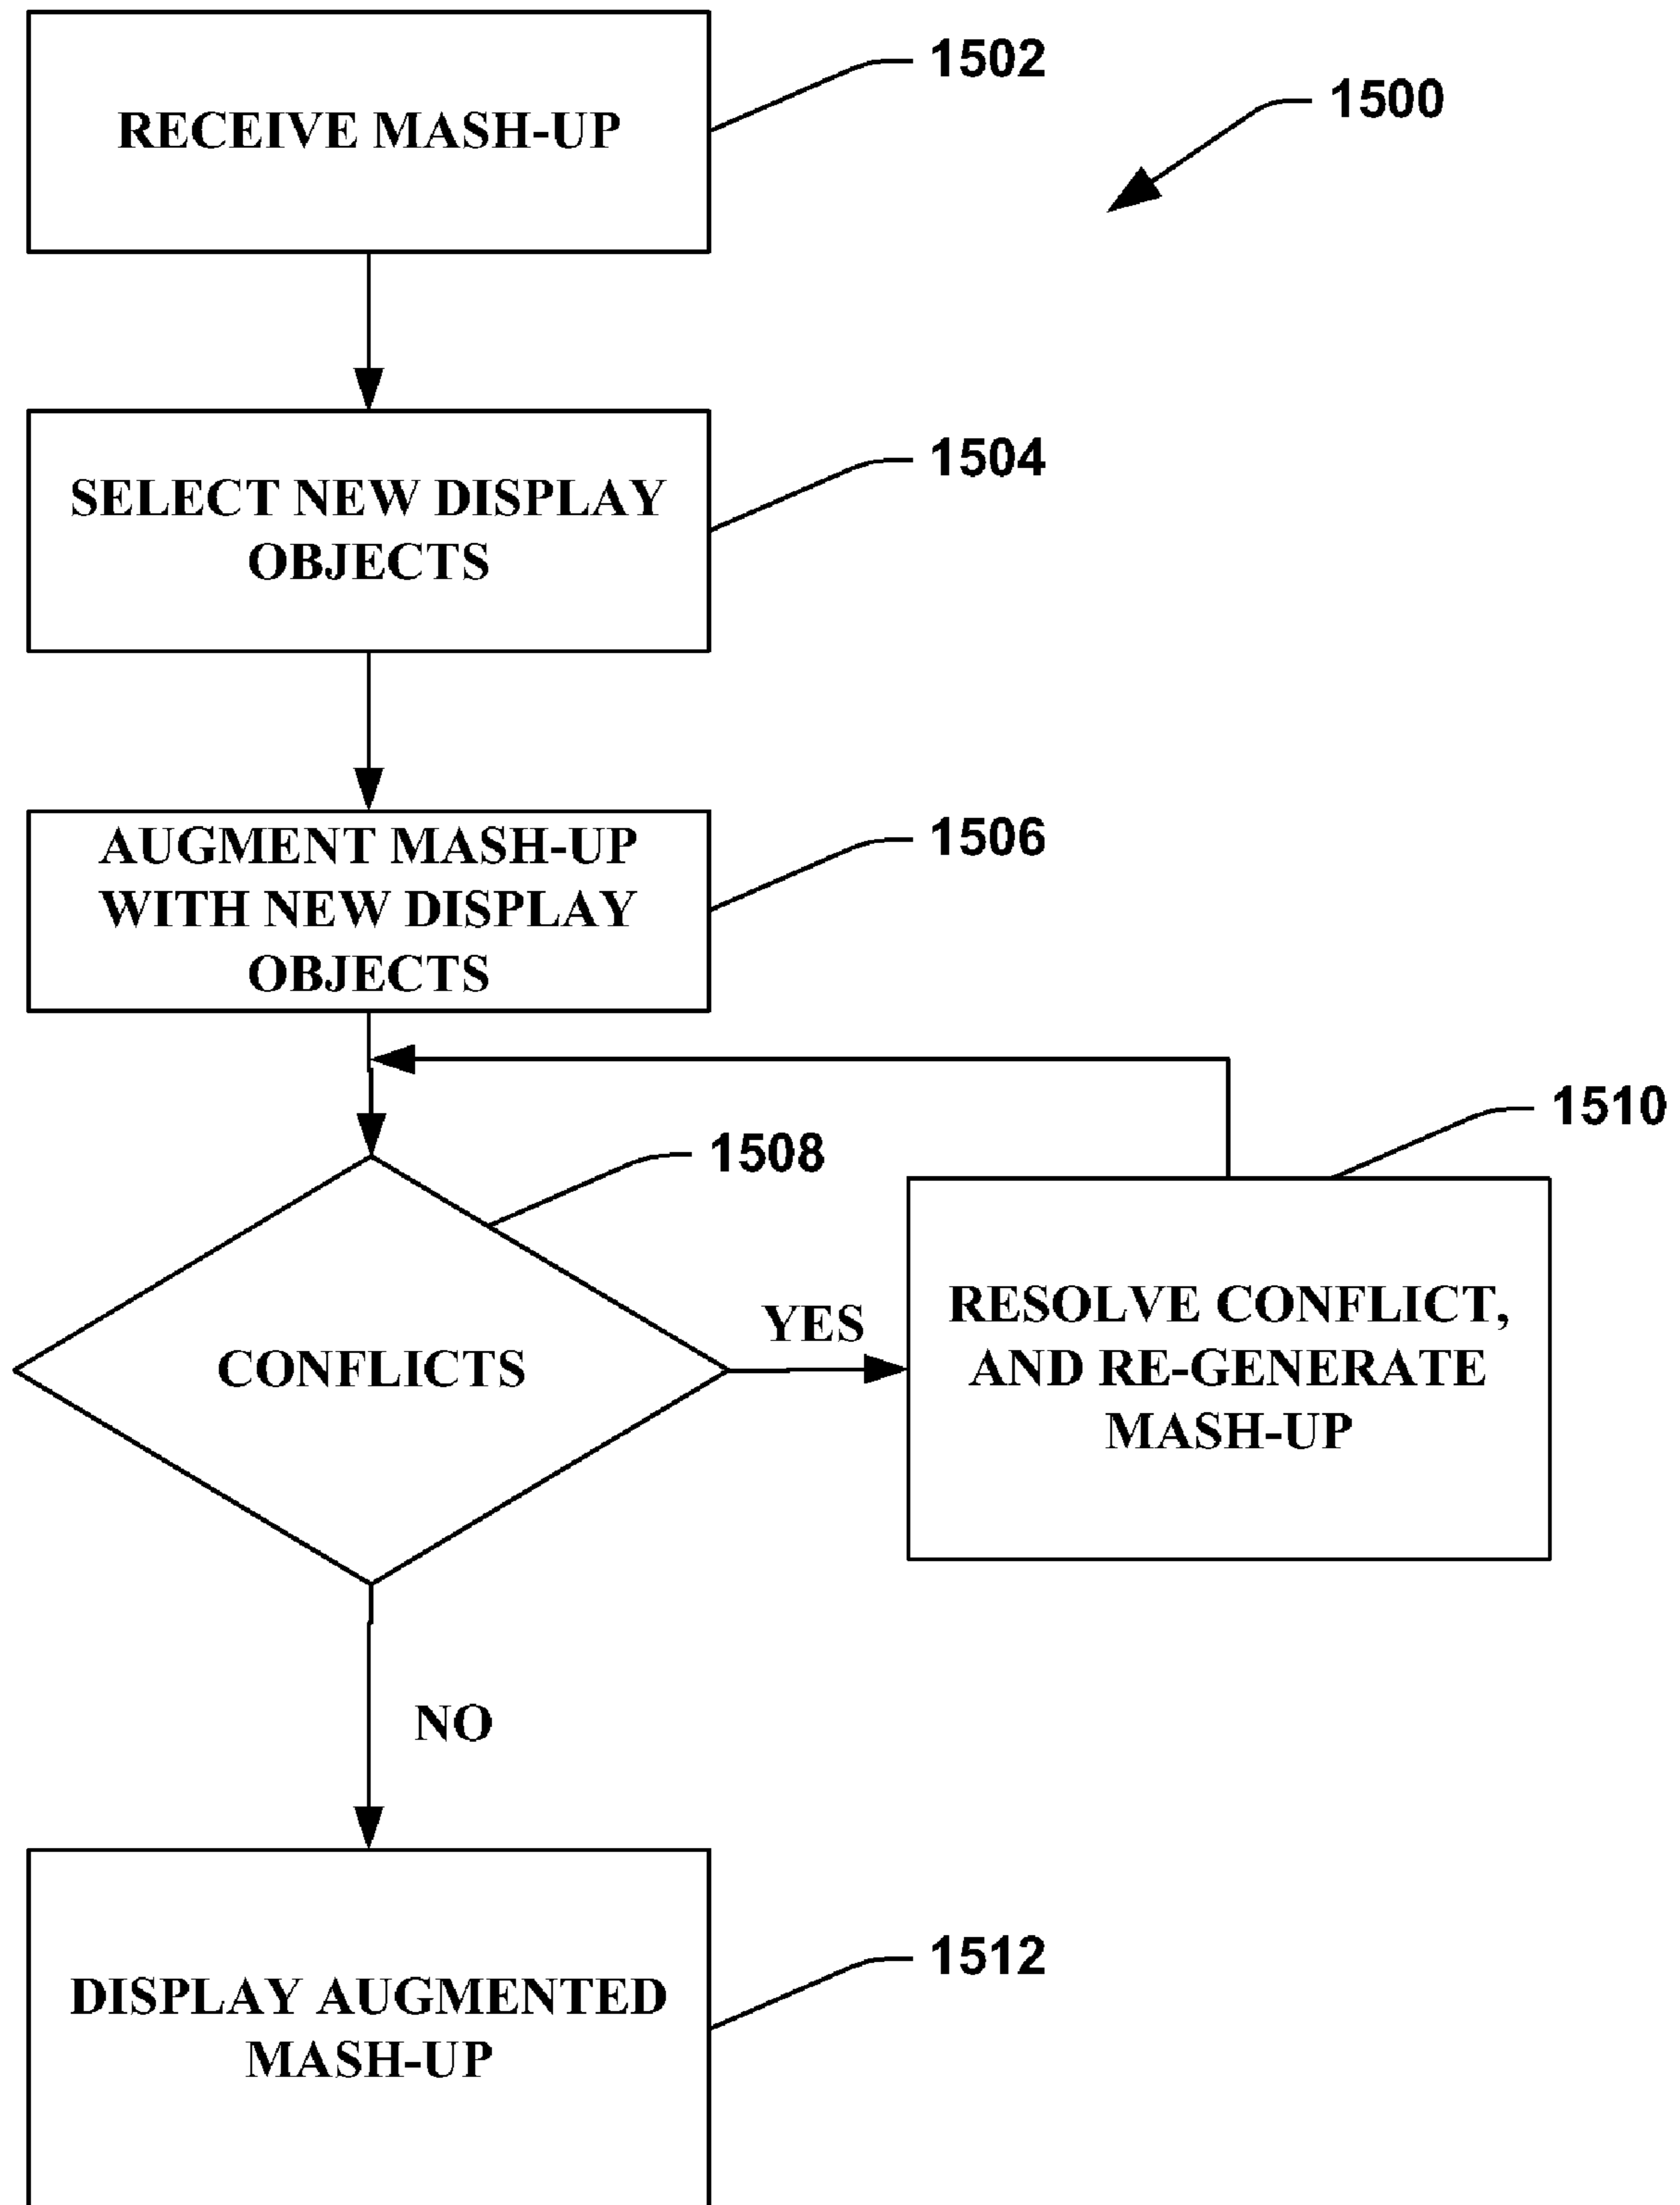 RECEIVE MASH-UP
1502
1500
SELECT NEW DISPLAY
OBJECTS
1504
AUGMENT MASH-UP
WITH NEW DISPLAY
OBJECTS
1506
CONFLICTS
1508
YES
RESOLVE CONFLICT,
AND RE-GENERATE
MASH-UP
1510
NO
DISPLAY AUGMENTED
MASH-UP
1512